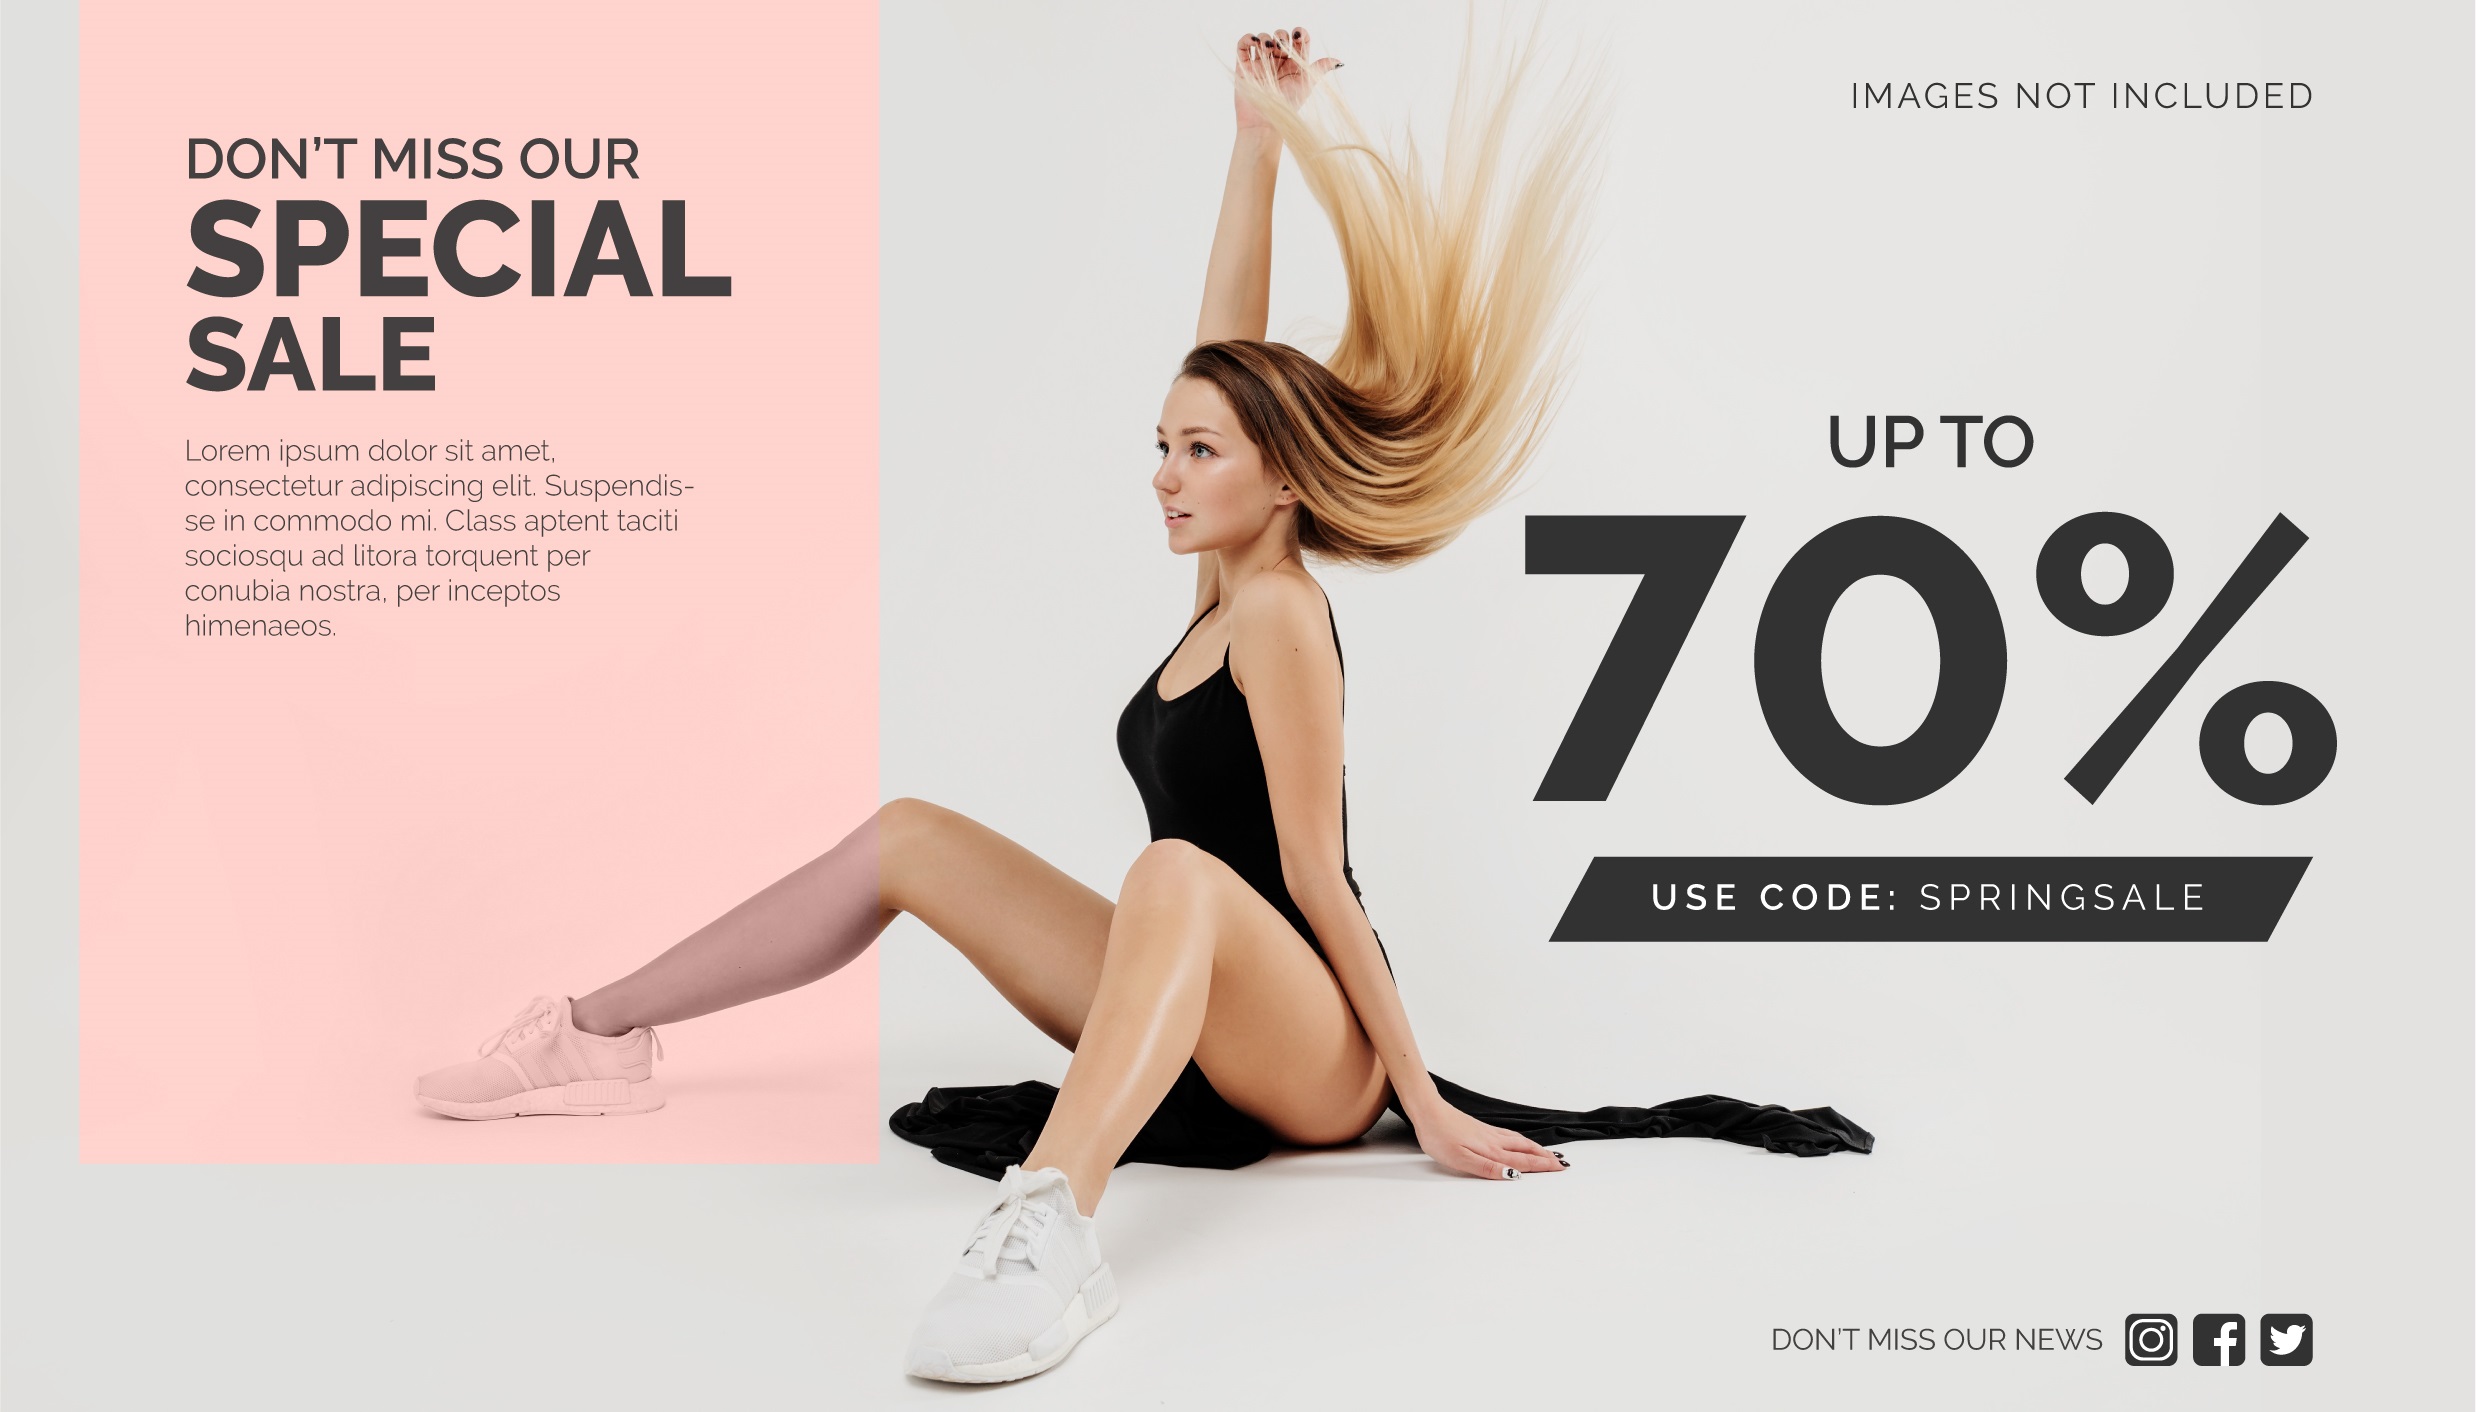 DON'T MISS OUR
SPECIAL
SALE
Lorem ipsum dolor sit amet,
consectetur adipiscing elit. Suspendis-
se in commodo mi. Class aptent taciti
sociosqu ad litora torquent per
conubia nostra, per inceptos
himenaeos.
IMAGES NOT INCLUDED
UP TO
70%
USE CODE: SPRINGSALE
DON'T MISS OUR NEWS